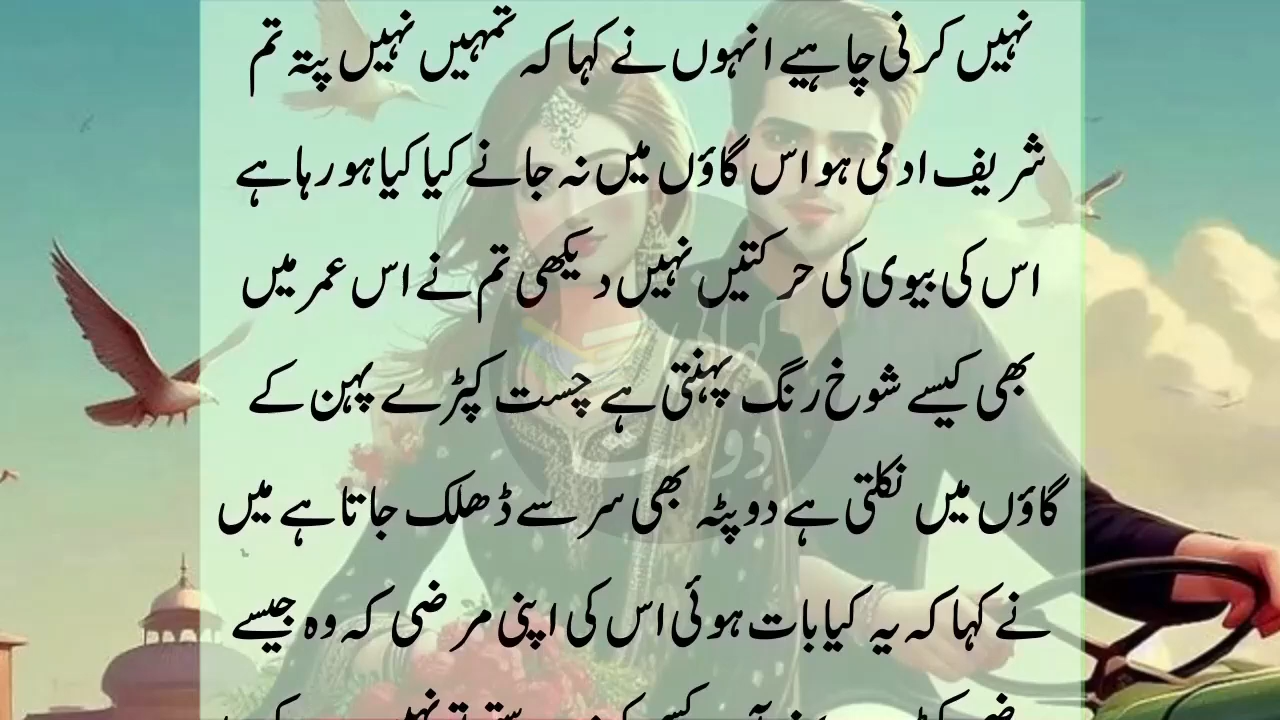 نہیں کرنی چاہیے انہوں نے کہا کہ تمہیں نہیں پتہ تم
شریف ادمی ہو اس گاؤں میں نہ جانے کیا کیا ہو رہا ہے
اس کی بیوی کی حرکتیں نہیں دیکھی تم نے اس عمر میں
بھی کیسے شوخ رنگ پہنتی ہے چست کپڑے پہن کے
گاؤں میں نکلتی ہے دوپٹہ بھی سر سے ڈھلک جاتا ہے میں
نے کہا کہ یہ کیا بات ہوئی اس کی اپنی مرضی کہ وہ جیسے
دوست